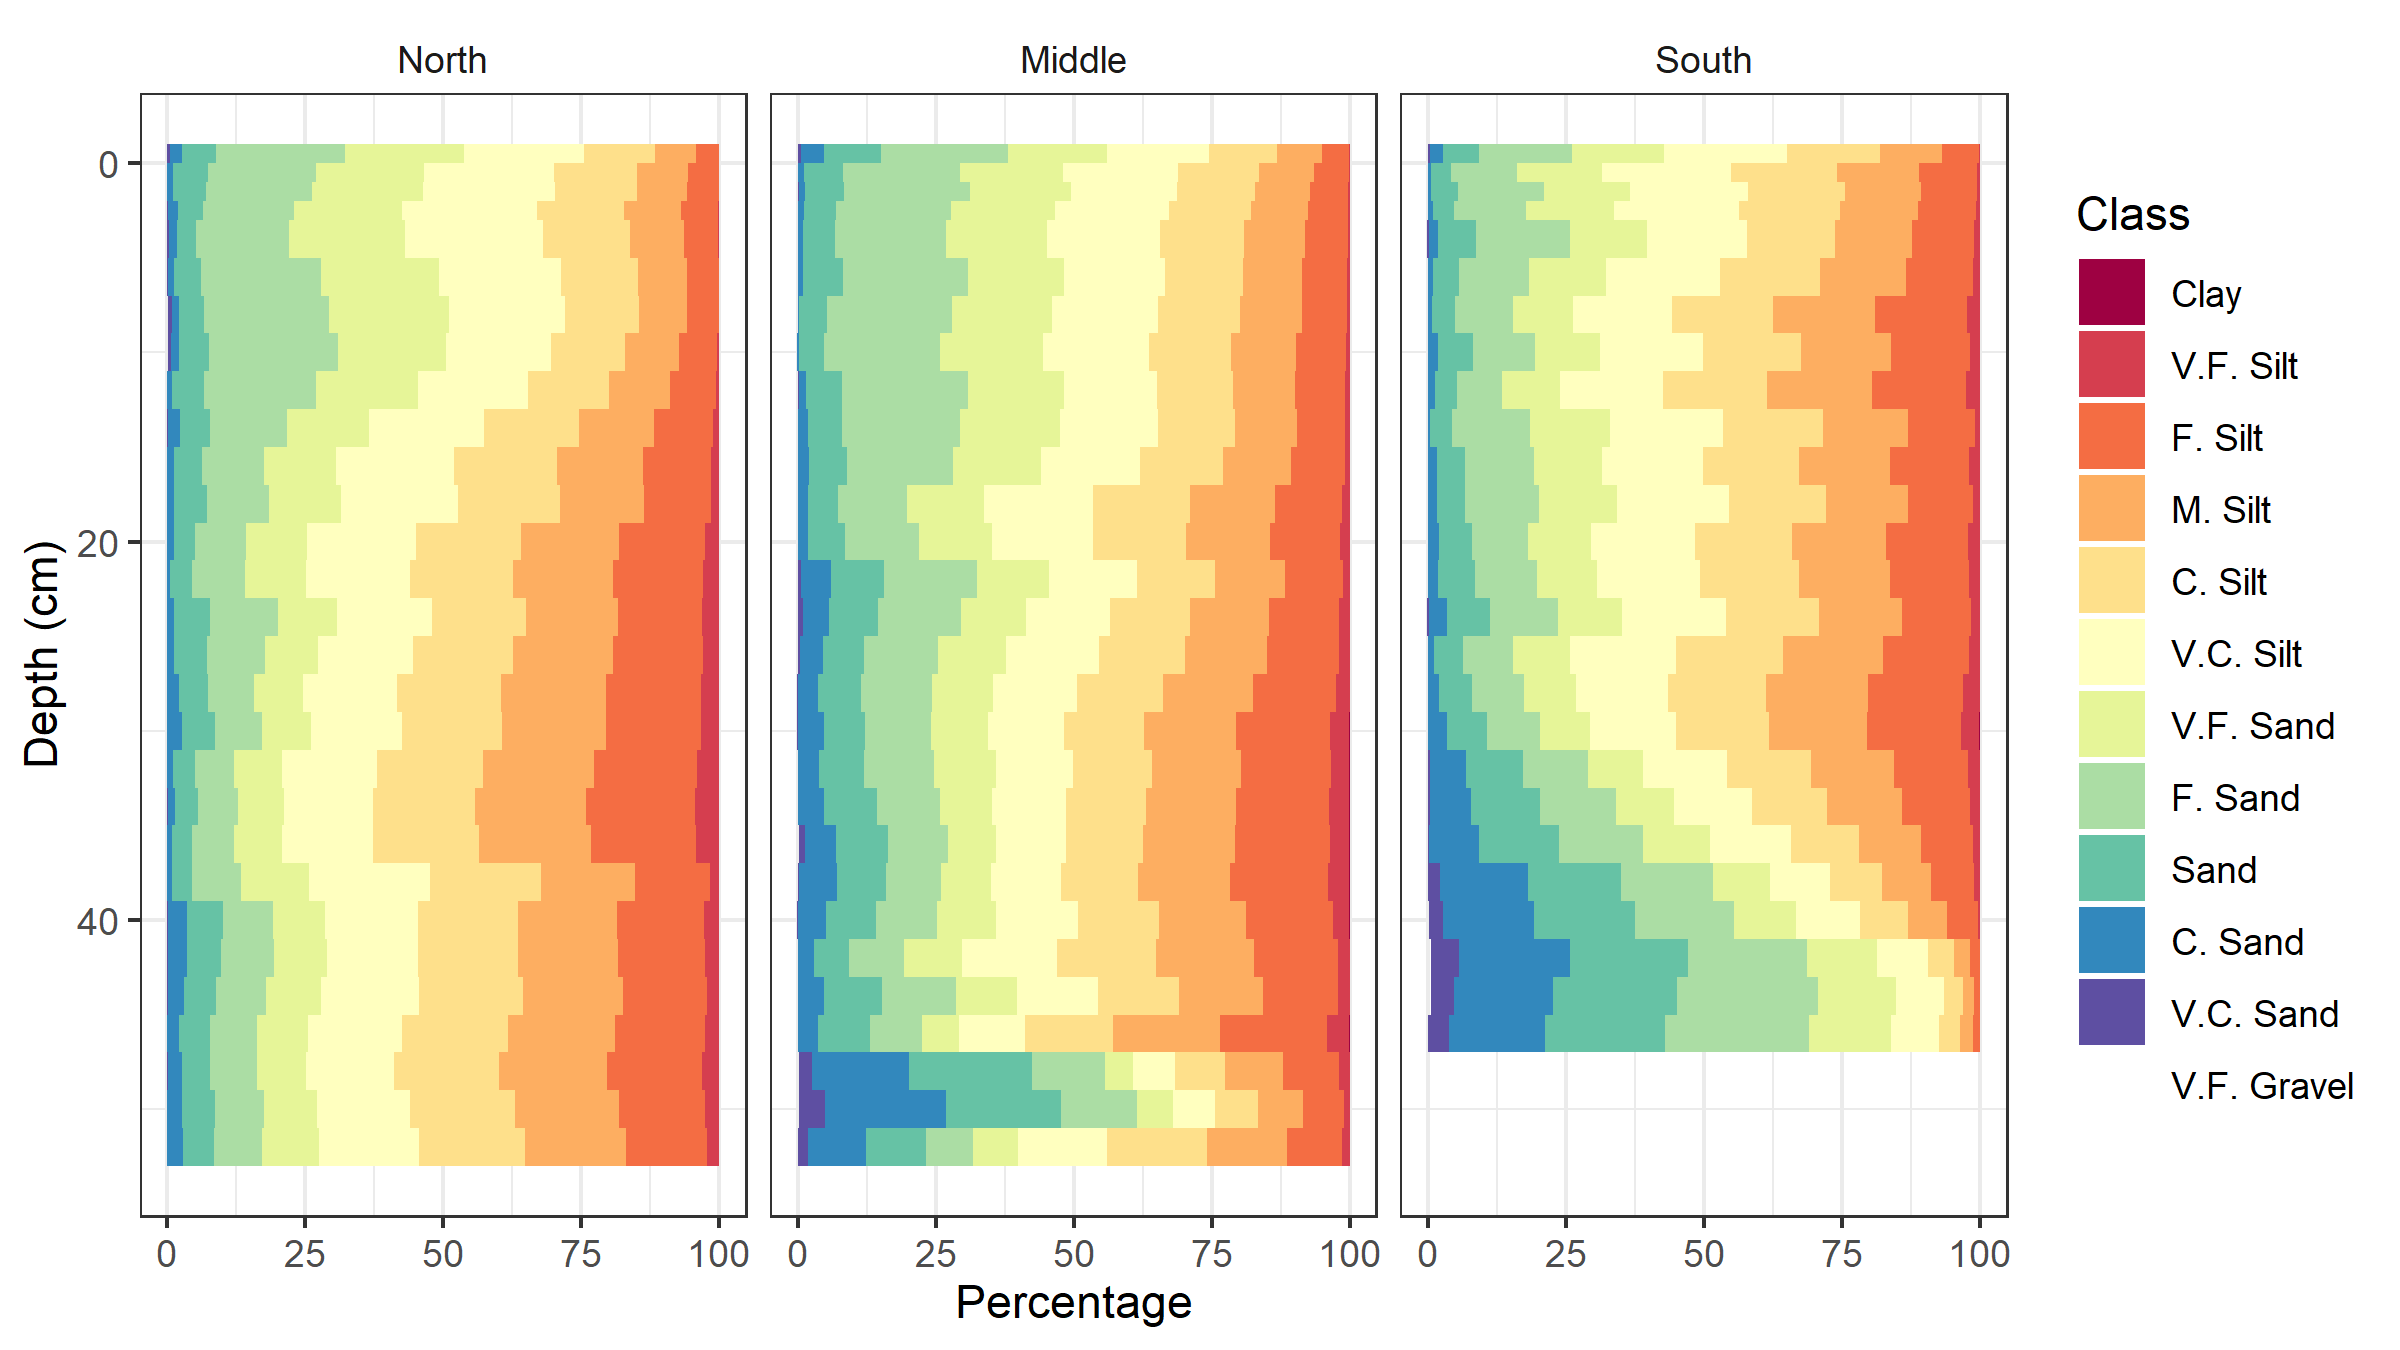 North Middle South
Class
Clay
V.F. Silt
F. Silt
M. Silt
C. Silt
V.C. Silt
V.F. Sand
F. Sand
Sand
C. Sand
V.C. Sand
V.F. Gravel
Depth (cm)
0
20
40
0 25 50 75 100 0 25 50 75 100 0 25 50 75 100
Percentage